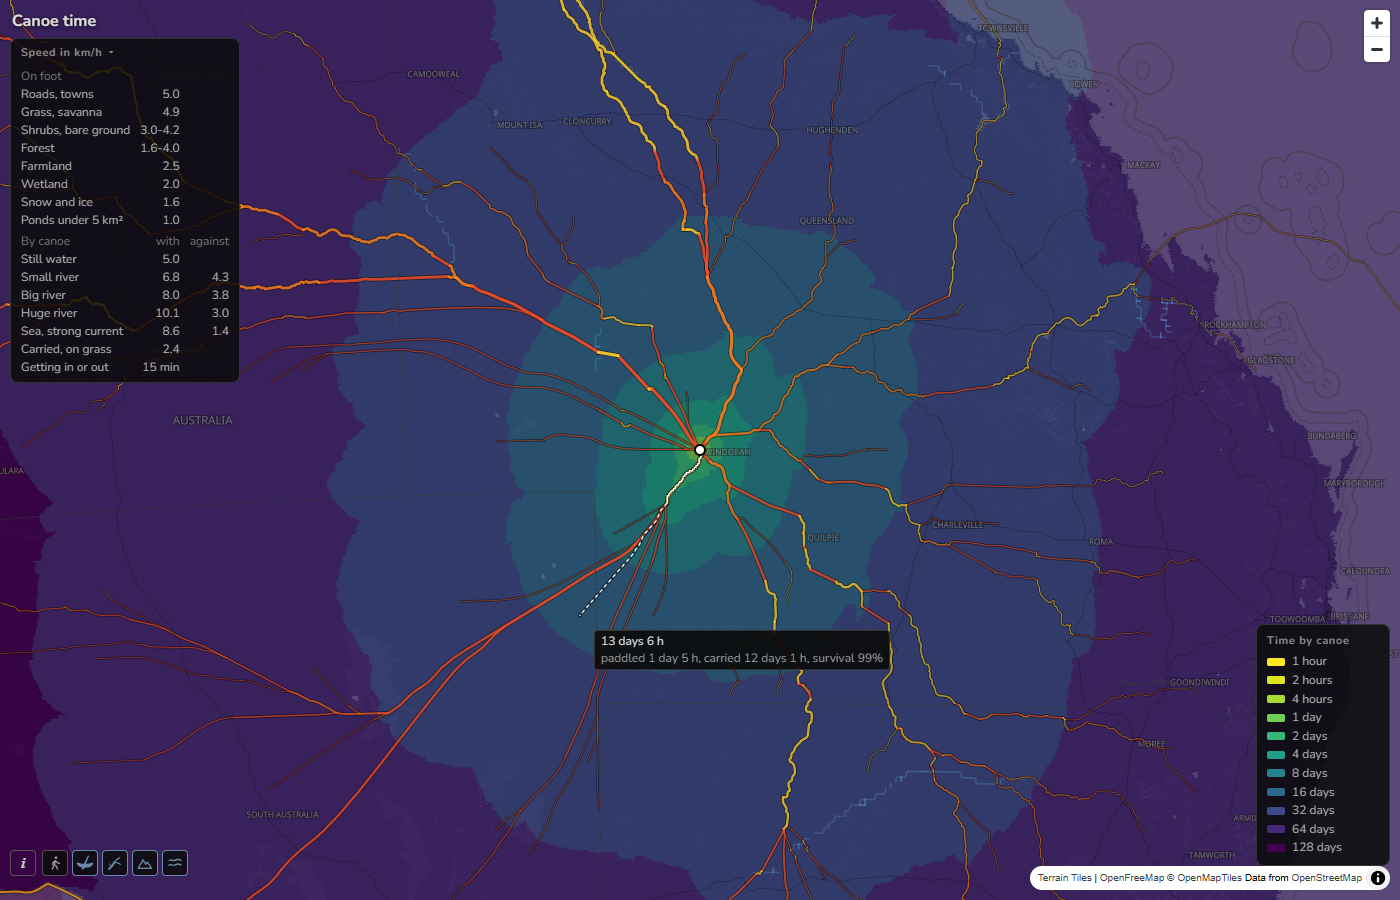 Canoe time
Speed in km/h
On foot
Roads, towns 5.0
Grass, savanna 4.9
Shrubs, bare ground 3.0-4.2
Forest 1.6-4.0
Farmland 2.5
Wetland 2.0
Snow and ice 1.6
Ponds under 5 km² 1.0
By canoe with against
Still water 5.0
Small river 6.8 4.3
Big river 8.0 3.8
Huge river 10.1 3.0
Sea, strong current 8.6 1.4
Carried, on grass 2.4
Getting in or out 15 min
TOWNSVILLE
CAMOOWEAL
BOWEN
MOUNT ISA
CLONCURRY
HUGHENDEN
MACKAY
QUEENSLAND
ROCKHAMPTON
GLADSTONE
AUSTRALIA
BUNDABERG
WINDORAH
ULARA
MARYBOROUGH
CHARLEVILLE
QUILPIE
ROMA
CALOUNDRA
TOOWOOMBA
BRISBANE
13 days 6 h
paddled 1 day 5 h, carried 12 days 1 h, survival 99%
GOONDIWINDI
MOREE
SOUTH AUSTRALIA
TAMWORTH
Time by canoe
1 hour
2 hours
4 hours
1 day
2 days
4 days
8 days
16 days
32 days
64 days
128 days
Terrain Tiles | OpenFreeMap © OpenMapTiles Data from OpenStreetMap